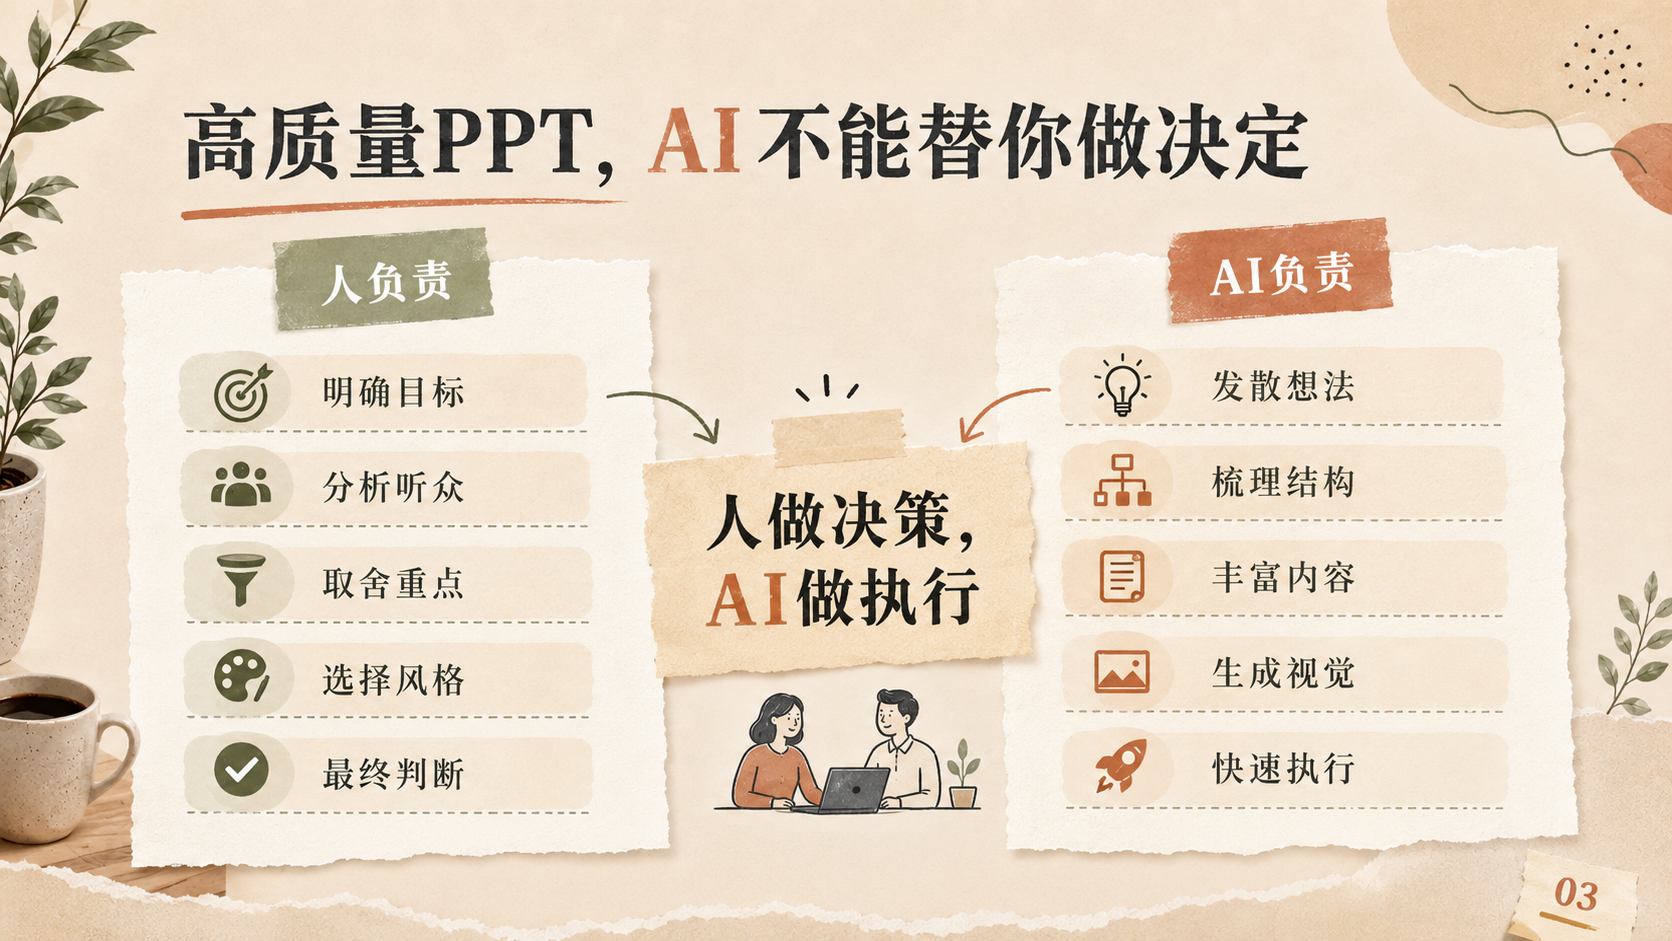 高质量PPT，AI不能替你做决定
人负责
明确目标
分析听众
取舍重点
选择风格
最终判断
人做决策，
AI做执行
AI负责
发散想法
梳理结构
丰富内容
生成视觉
快速执行
03